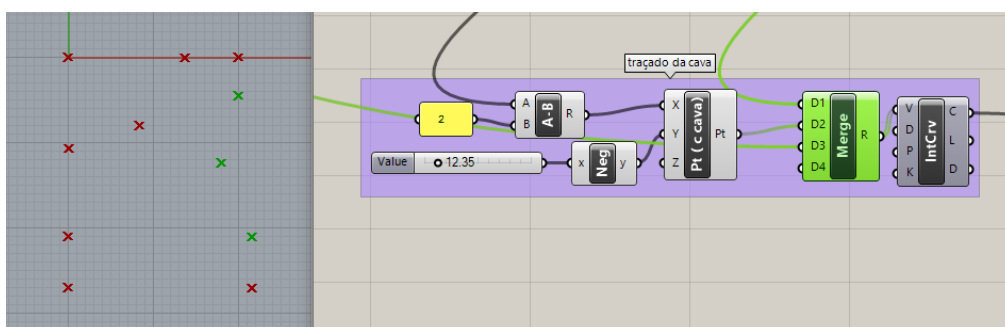 traçado da cava
2
A
B
A-B
R
Value
12.35
x
Neg
y
X
Y
Z
Pt ( c cava)
Pt
D1
D2
D3
D4
Merge
R
V
D
P
K
IntCrv
C
L
D